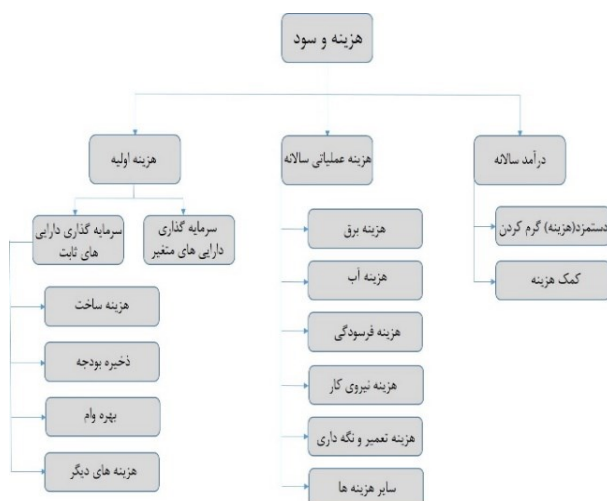 هزینه و سود
هزینه اولیه
هزینه عملیاتی سالانه
درآمد سالانه
سرمایه گذاری دارایی
های ثابت
سرمایه گذاری
دارایی های متغیر
هزینه ساخت
ذخیره بودجه
بهره وام
هزینه های دیگر
هزینه برق
هزینه آب
هزینه فرسودگی
هزینه نیروی کار
هزینه تعمیر و نگه داری
سایر هزینه ها
دستمزد(هزینه) گرم کردن
کمک هزینه